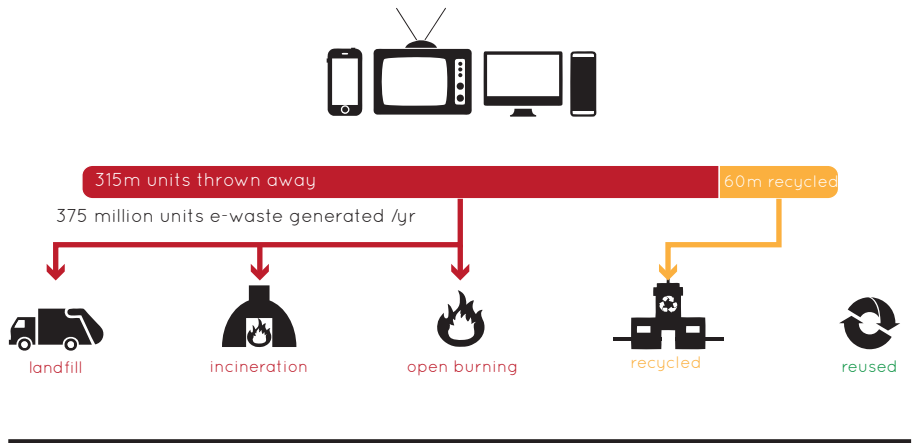 315m units thrown away
60m recycled
375 million units e-waste generated /yr
landfill
incineration
open burning
recycled
reused